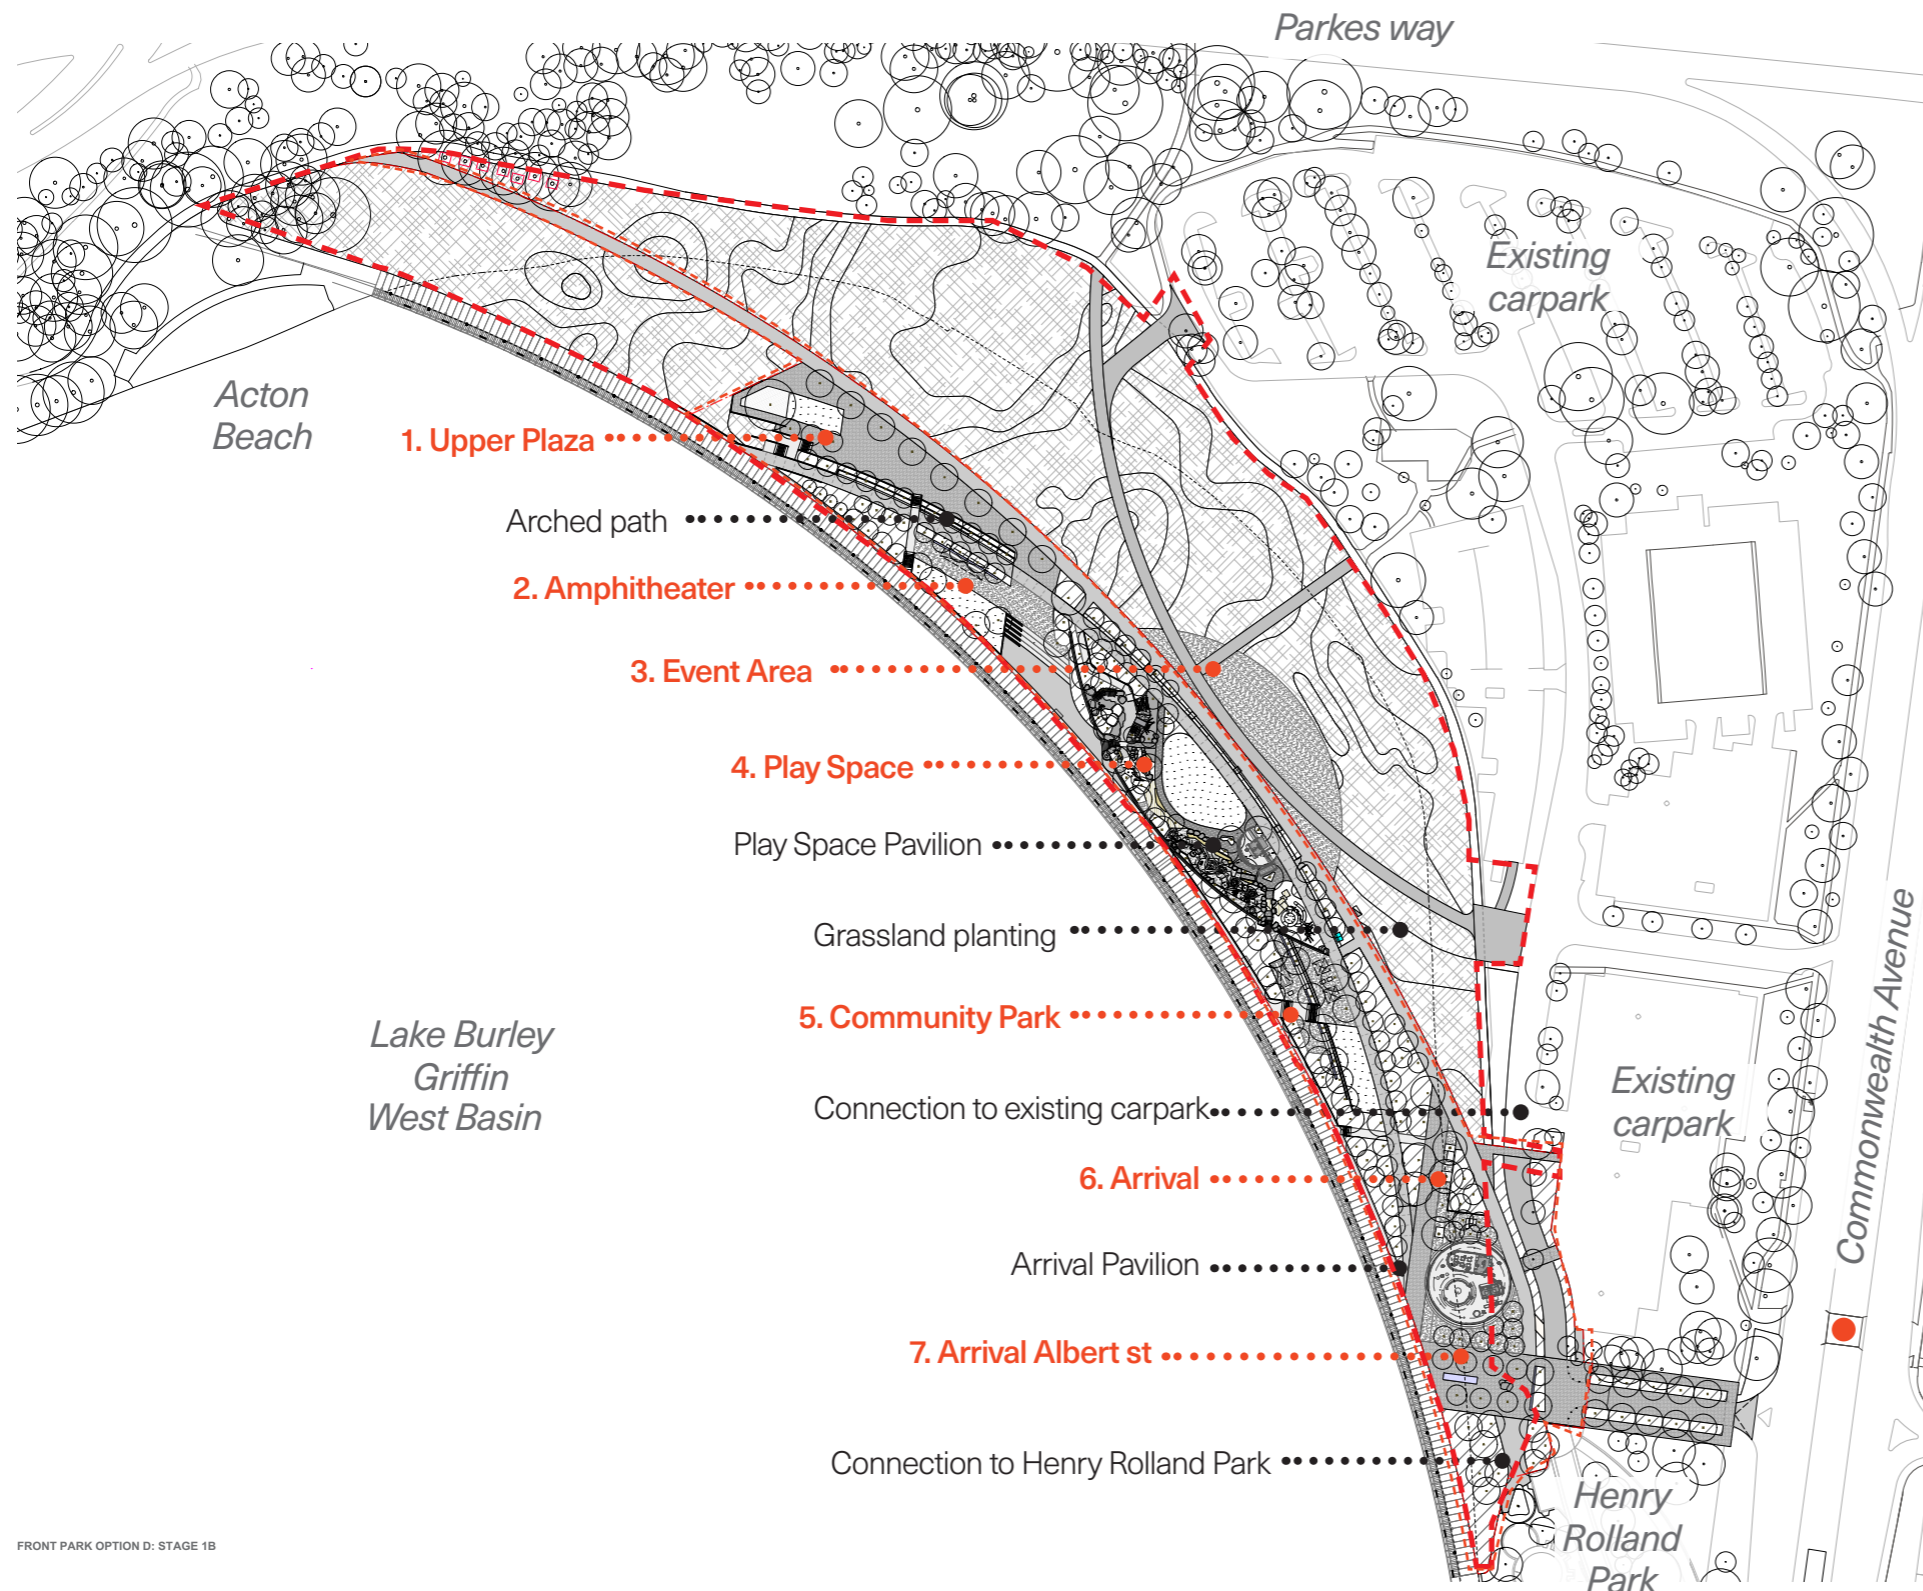 Parkes way
Existing
carpark
Acton
Beach
1. Upper Plaza
Arched path
2. Amphitheater
3. Event Area
4. Play Space
Play Space Pavilion
Grassland planting
5. Community Park
Lake Burley
Griffin
West Basin
Connection to existing carpark
Existing
carpark
Commonwealth Avenue
6. Arrival
Arrival Pavilion
7. Arrival Albert st
Connection to Henry Rolland Park
Henry
Rolland
Park
FRONT PARK OPTION D: STAGE 1B